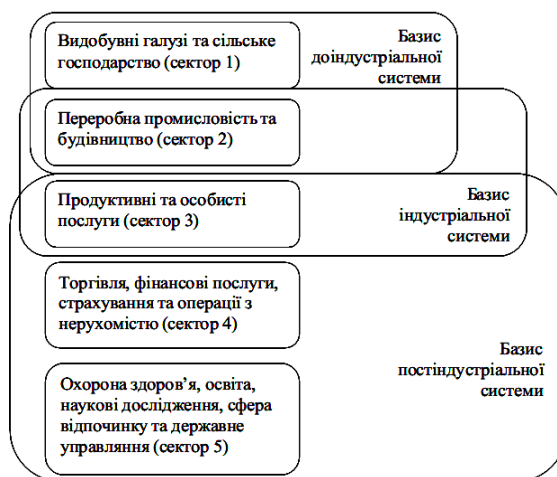 Видобувні галузі та сільське
господарство (сектор 1)
Базис
доіндустріальної
системи
Переробна промисловість та
будівництво (сектор 2)
Продуктивні та особисті
послуги (сектор 3)
Базис
індустріальної
системи
Торгівля, фінансові послуги,
страхування та операції з
нерухомістю (сектор 4)
Базис
постіндустріальної
системи
Охорона здоров’я, освіта,
наукові дослідження, сфера
відпочинку та державне
управління (сектор 5)